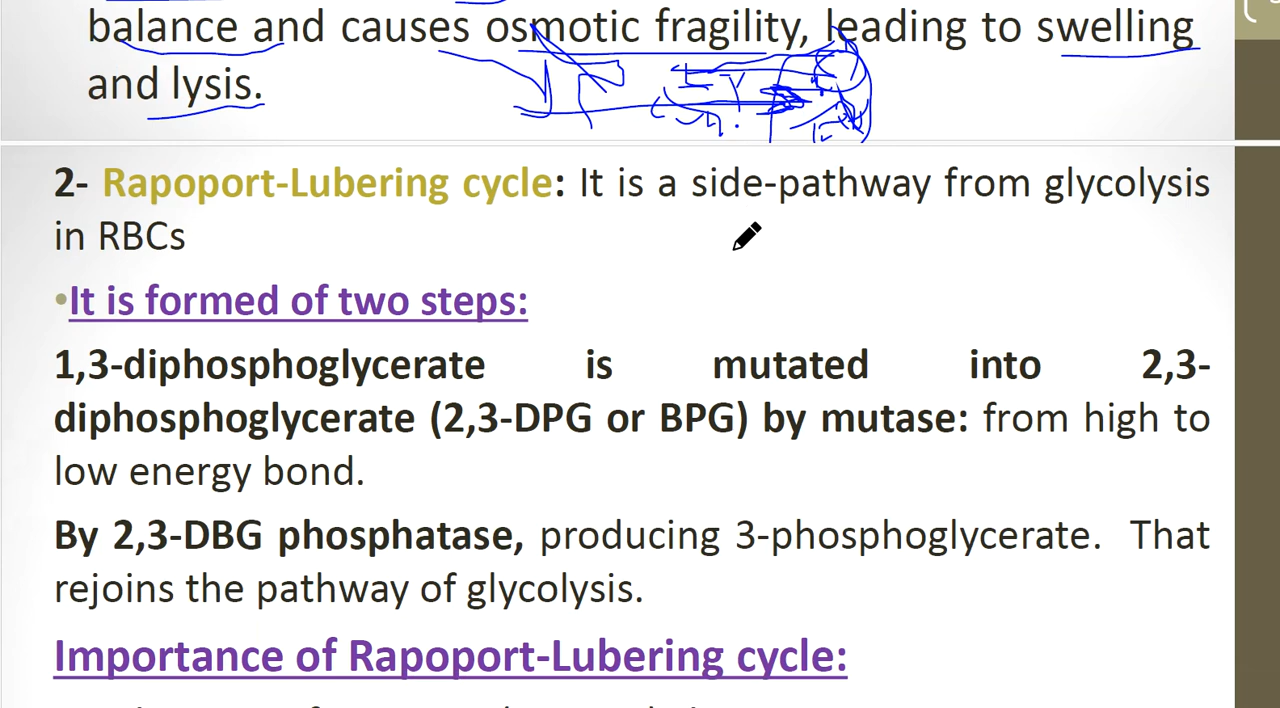 balance and causes osmotic fragility, leading to swelling
and lysis.
2- Rapoport-Lubering cycle: It is a side-pathway from glycolysis
in RBCs
•It is formed of two steps:
1,3-diphosphoglycerate is mutated into 2,3-
diphosphoglycerate (2,3-DPG or BPG) by mutase: from high to
low energy bond.
By 2,3-DBG phosphatase, producing 3-phosphoglycerate. That
rejoins the pathway of glycolysis.
Importance of Rapoport-Lubering cycle: